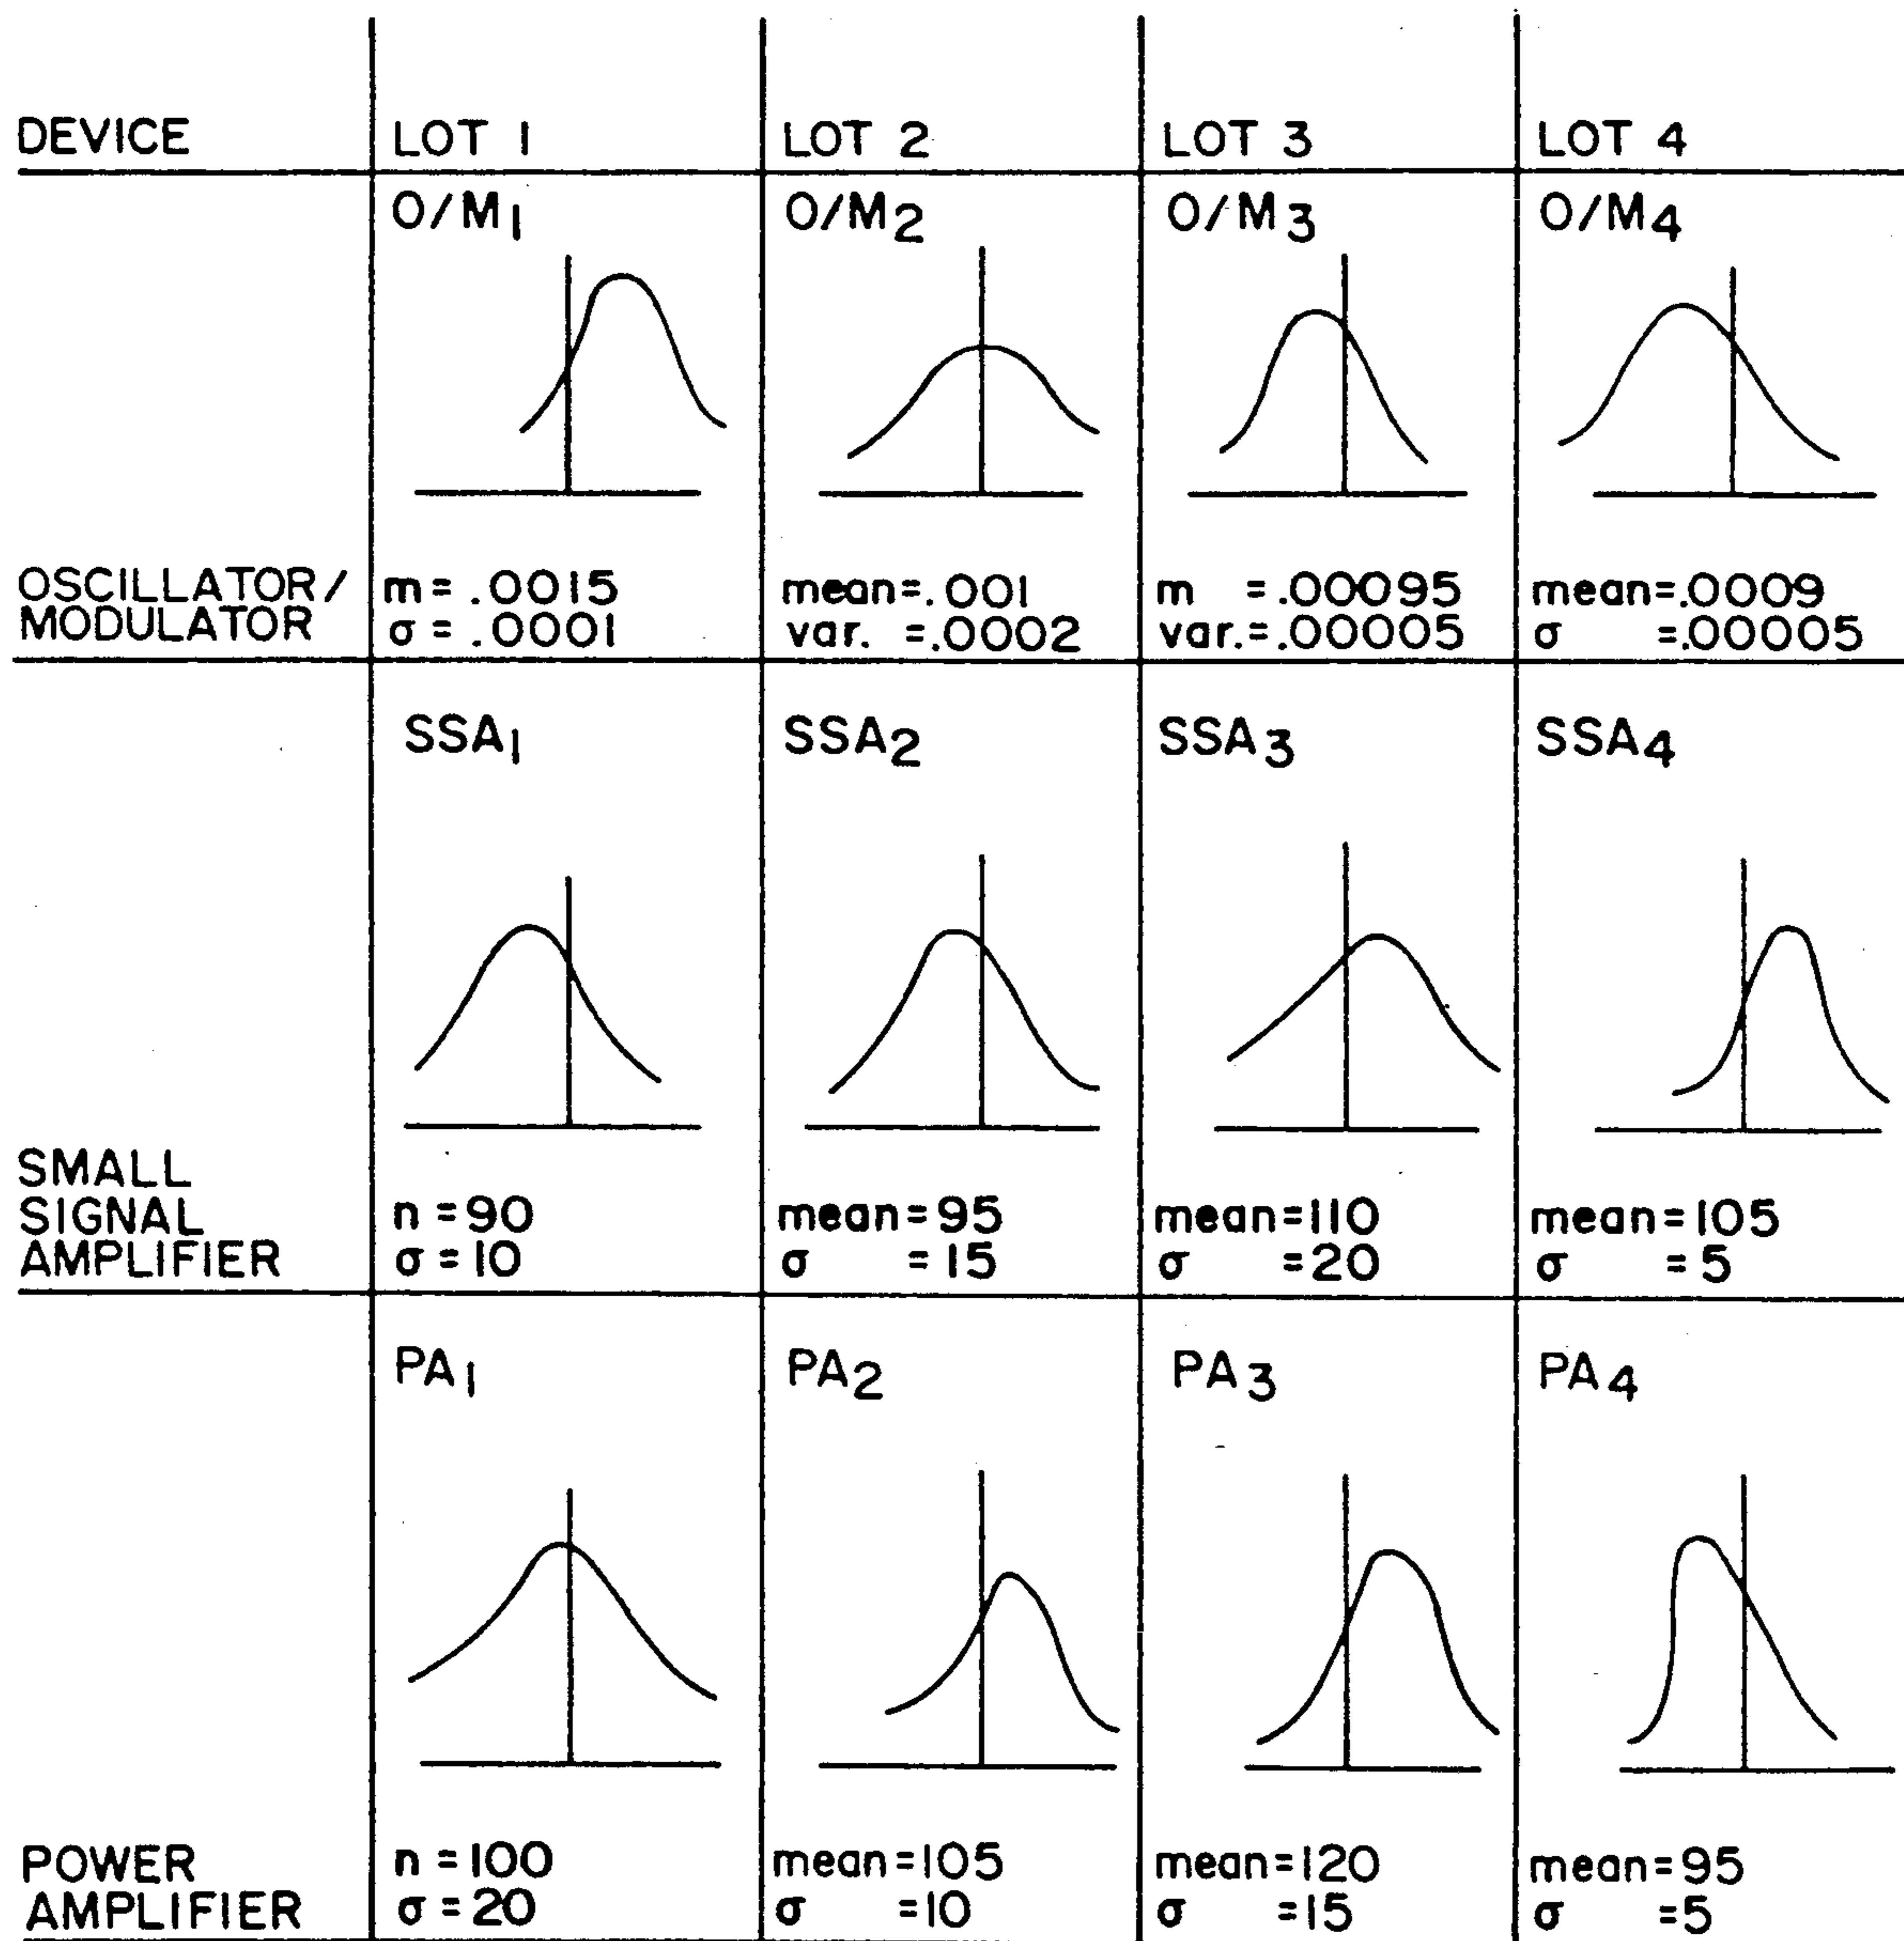 DEVICE LOT 1 LOT 2 LOT 3 LOT 4
O/M1 O/M2 O/M3 O/M4
OSCILLATOR/ m= .0015 mean=.001 m =.00095 mean=.0009
MODULATOR σ = .0001 var. =.0002 var.=.00005 σ =.00005
SSA1 SSA2 SSA3 SSA4
SMALL
SIGNAL n =90 mean=95 mean=110 mean=105
AMPLIFIER σ =10 σ =15 σ =20 σ =5
PA1 PA2 PA3 PA4
POWER n =100 mean=105 mean=120 mean=95
AMPLIFIER σ =20 σ =10 σ =15 σ =5